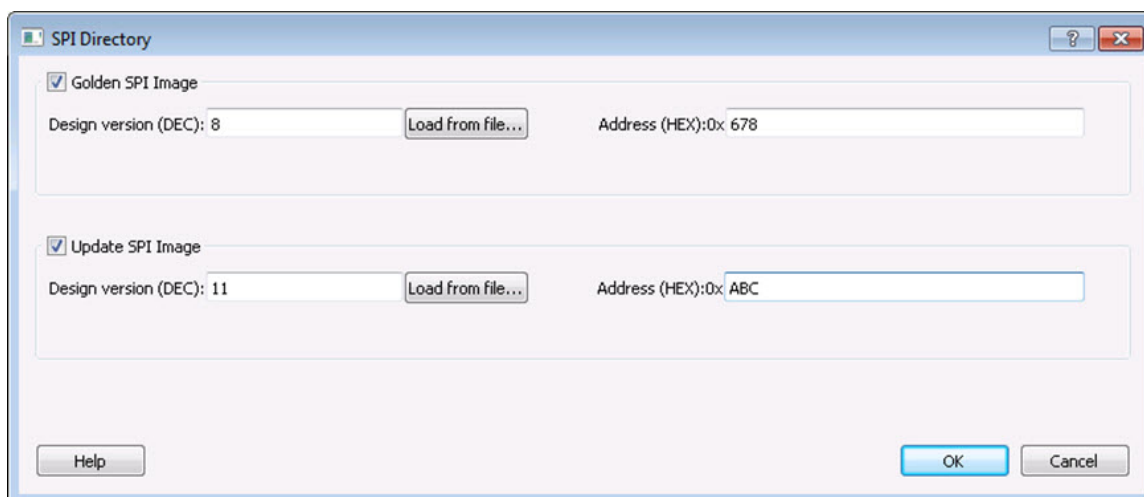 SPI Directory
Golden SPI Image
Design version (DEC): 8 Load from file... Address (HEX):0x 678
Update SPI Image
Design version (DEC): 11 Load from file... Address (HEX):0x ABC
Help OK Cancel